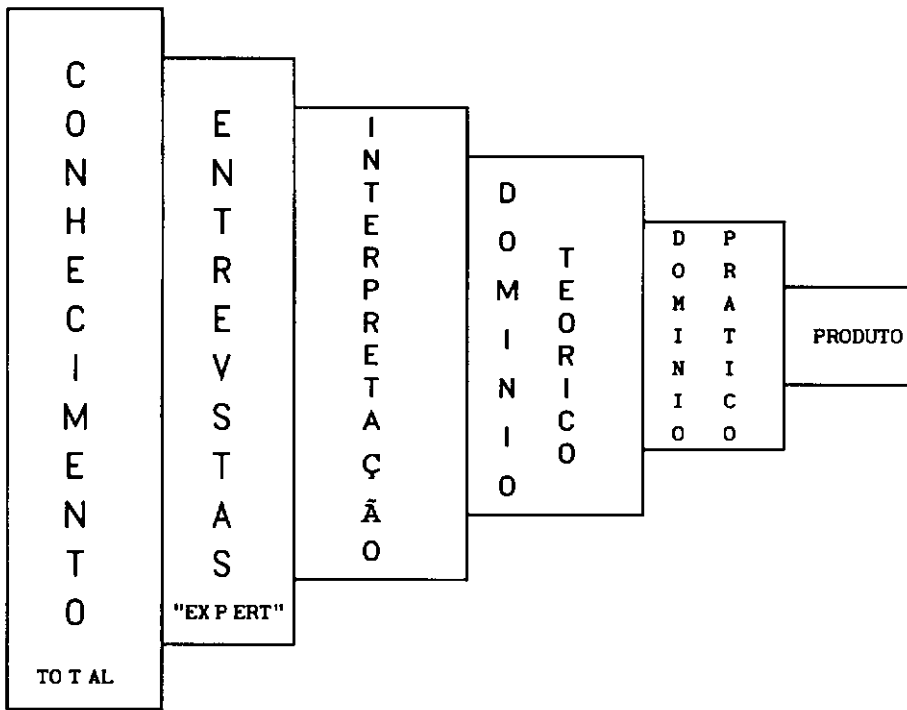 CONHECIMENTO
TOTAL
ENTREVSTAS
"EXPERT"
INTERPRETAÇÃO
DOMINIO
TEORICO
DOMINIO
PRATICO
PRODUTO